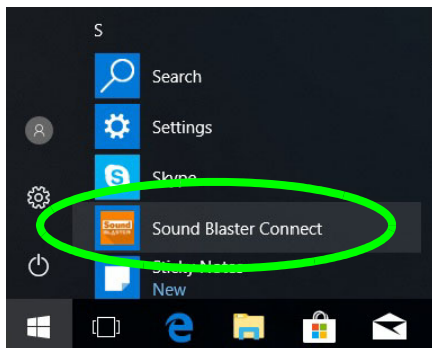 S
Search
Settings
Skype
Sound BLASTER
Sound Blaster Connect
Sticky Notes
New